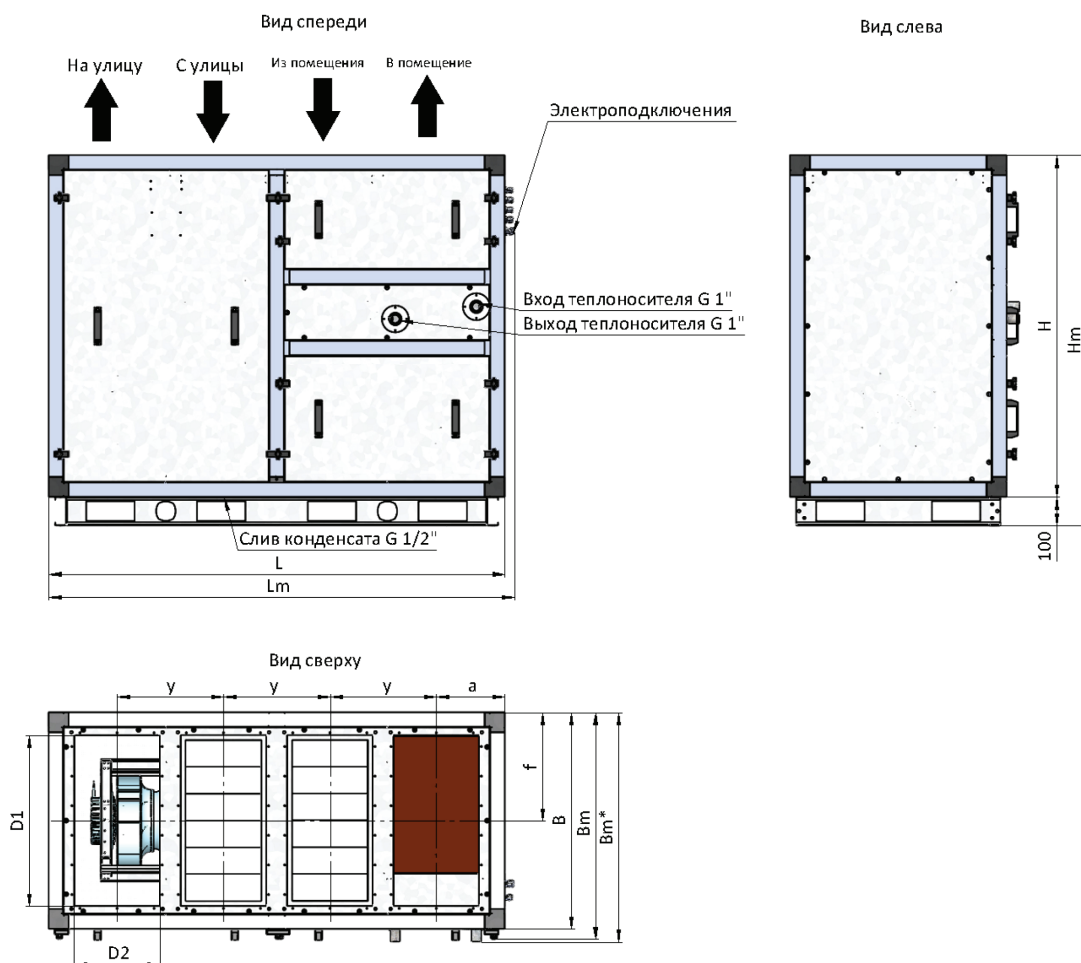 Вид спереди
Вид слева
На улицу
С улицы
Из помещения
В помещение
Электроподключения
Вход теплоносителя G 1"
Выход теплоносителя G 1"
H
Hm
Слив конденсата G 1/2"
100
L
Lm
Вид сверху
y
y
y
a
D1
f
B
Bm
Bm*
D2